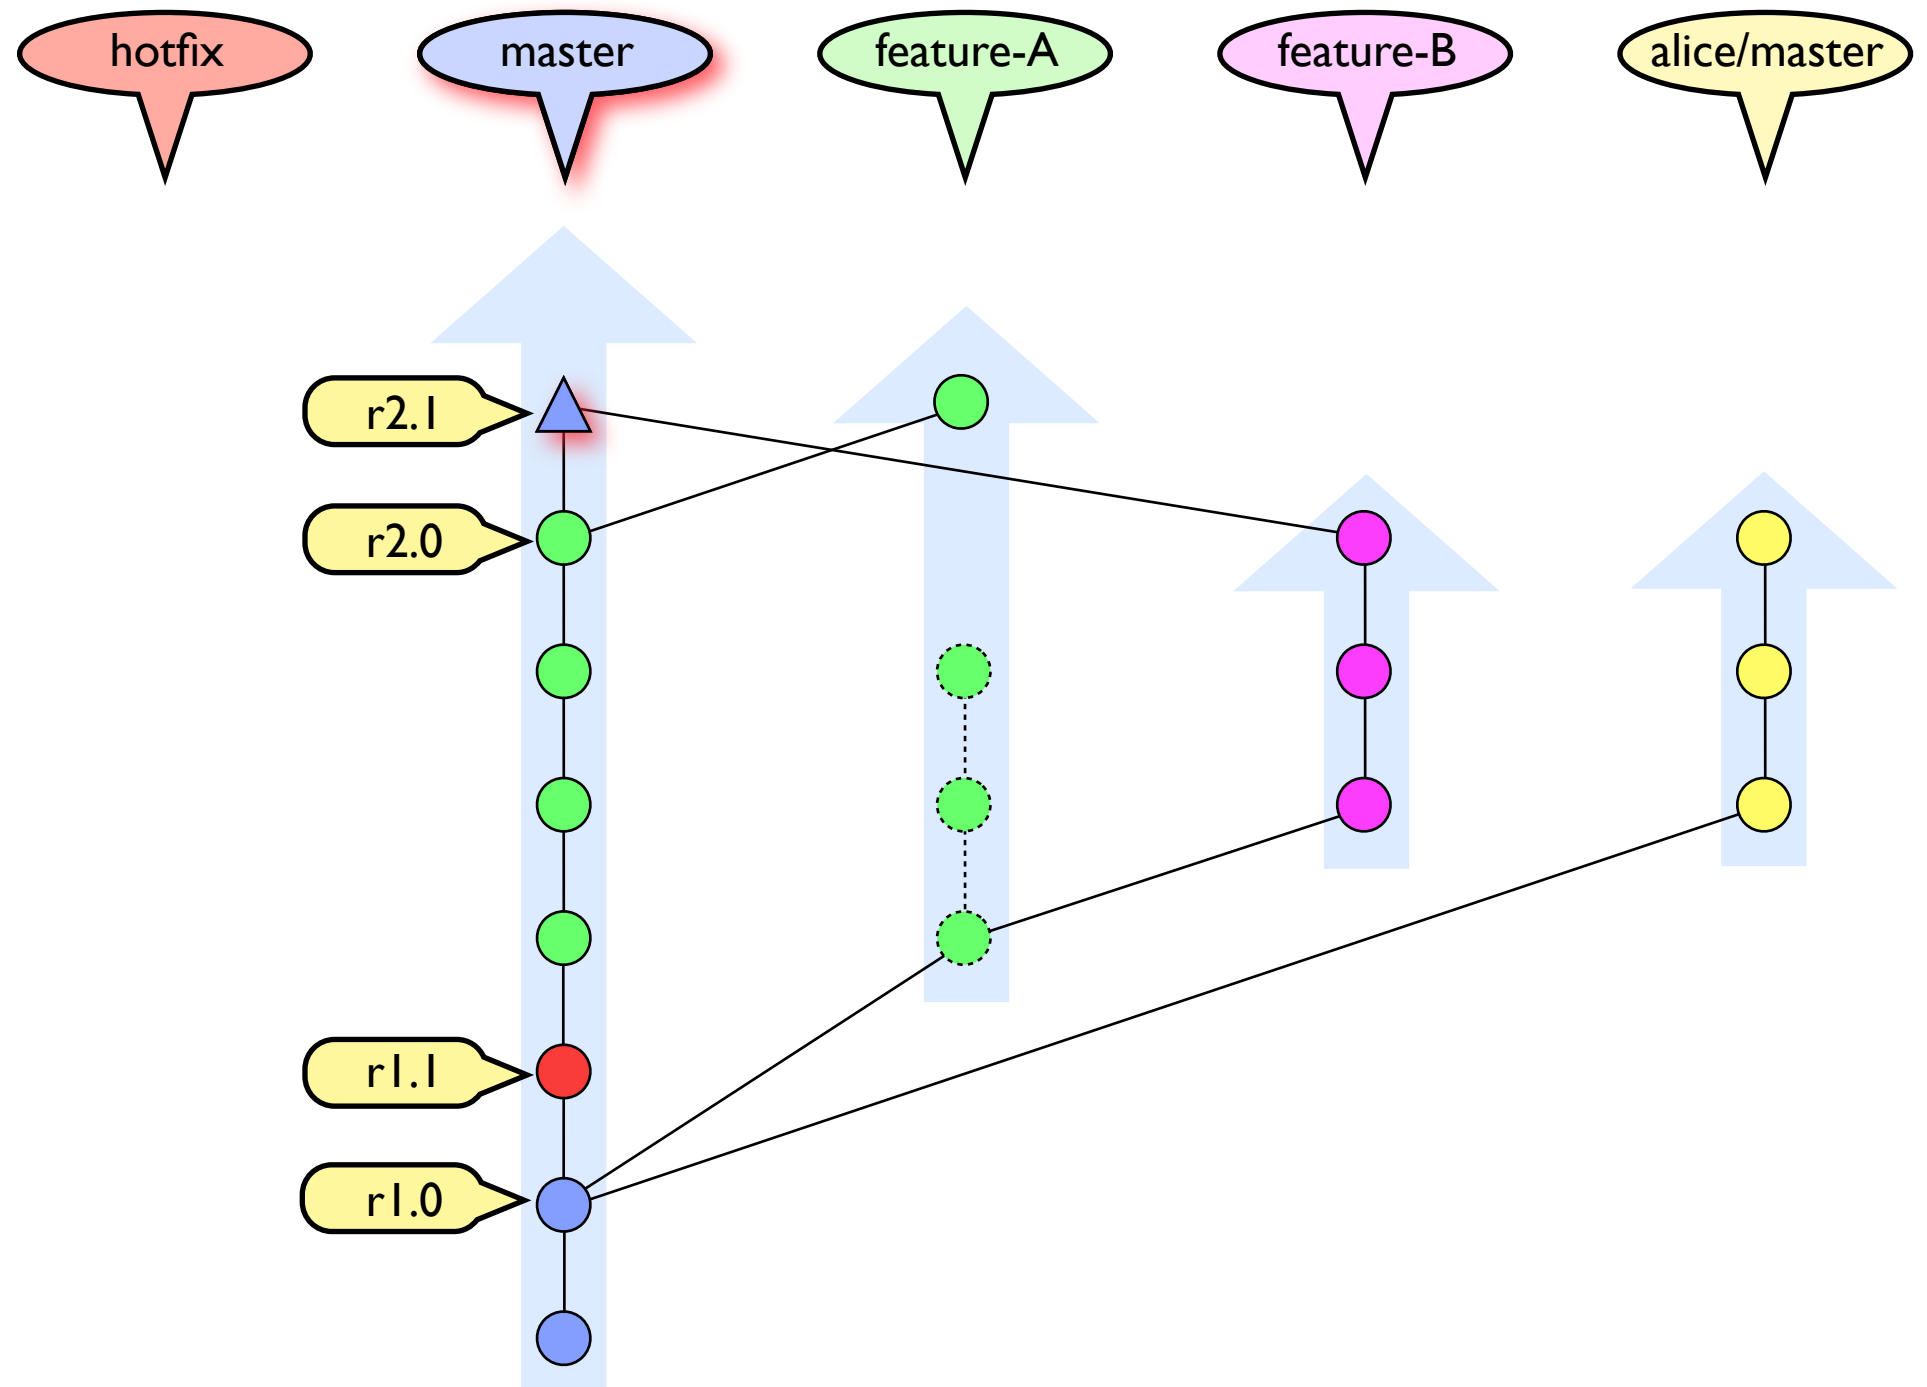 hotfix
master
feature-A
feature-B
alice/master
r2.1
r2.0
r1.1
r1.0